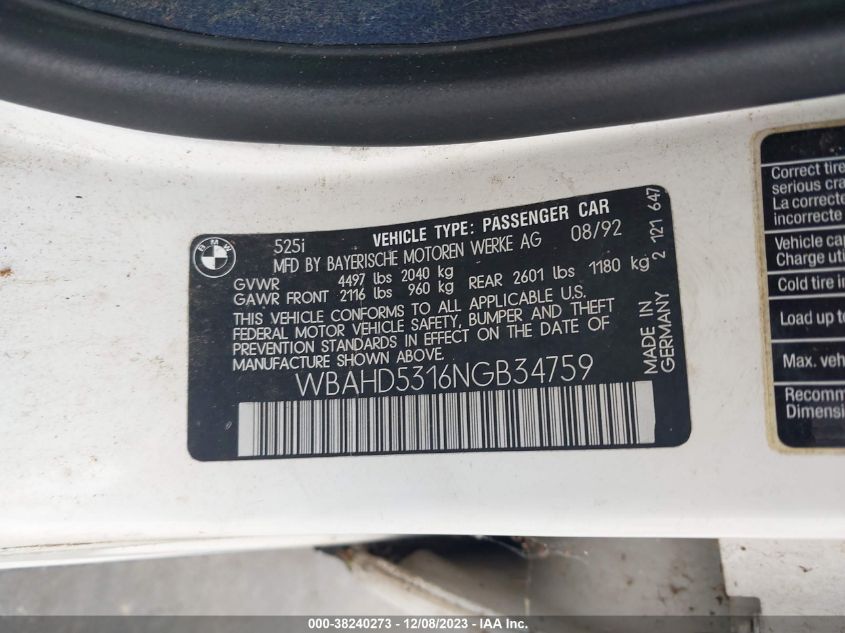 BMW
525i VEHICLE TYPE: PASSENGER CAR
MFD BY BAYERISCHE MOTOREN WERKE AG 08/92
GVWR 4497 lbs 2040 kg
GAWR FRONT 2116 lbs 960 kg REAR 2601 lbs 1180 kg
THIS VEHICLE CONFORMS TO ALL APPLICABLE U.S.
FEDERAL MOTOR VEHICLE SAFETY, BUMPER AND THEFT
PREVENTION STANDARDS IN EFFECT ON THE DATE OF
MANUFACTURE SHOWN ABOVE.
WBAHD5316NGB34759
MADE IN
GERMANY
2 121 647
Correct tire
serious cra
La correcte
incorrecte
Vehicle cap
Charge uti
Cold tire in
Load up to
Max. vehic
Recomm
Dimensi
000-38240273 - 12/08/2023 - IAA Inc.